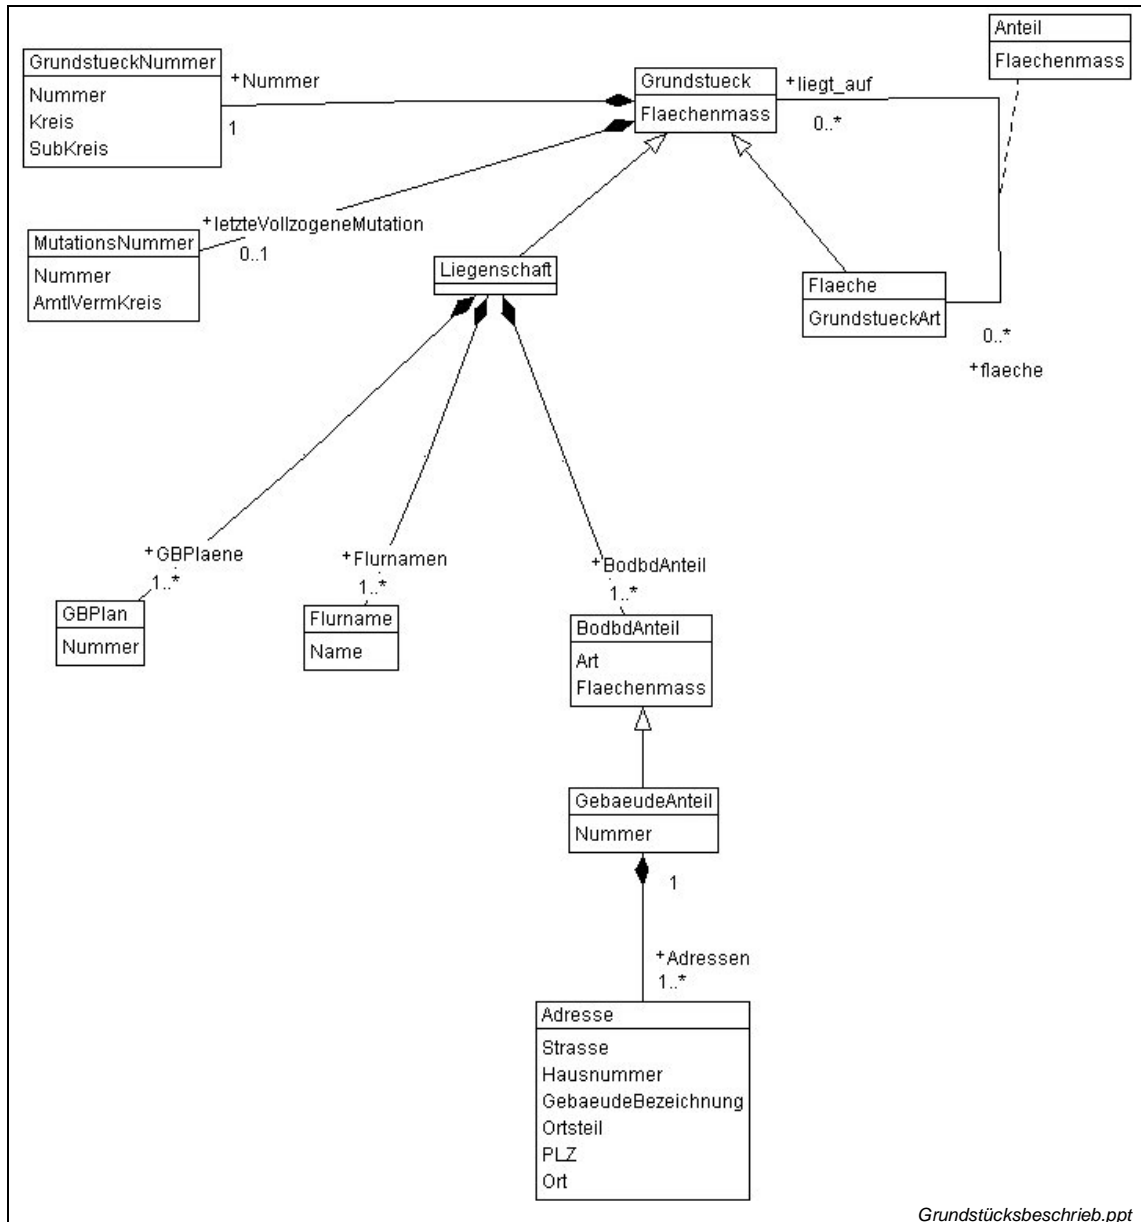 Anteil
Flaechenmass
GrundstueckNummer
Nummer
Kreis
SubKreis
+Nummer
1
Grundstueck
Flaechenmass
+liegt_auf
0..*
+letzteVollzogeneMutation
0..1
MutationsNummer
Nummer
AmtlVermKreis
Liegenschaft
Flaeche
GrundstueckArt
0..*
+flaeche
+GBPlaene
1..*
+Flurnamen
1..*
+BodbdAnteil
1..*
GBPlan
Nummer
Flurname
Name
BodbdAnteil
Art
Flaechenmass
GebaeudeAnteil
Nummer
1
+Adressen
1..*
Adresse
Strasse
Hausnummer
GebaeudeBezeichnung
Ortsteil
PLZ
Ort
Grundstücksbeschrieb.ppt